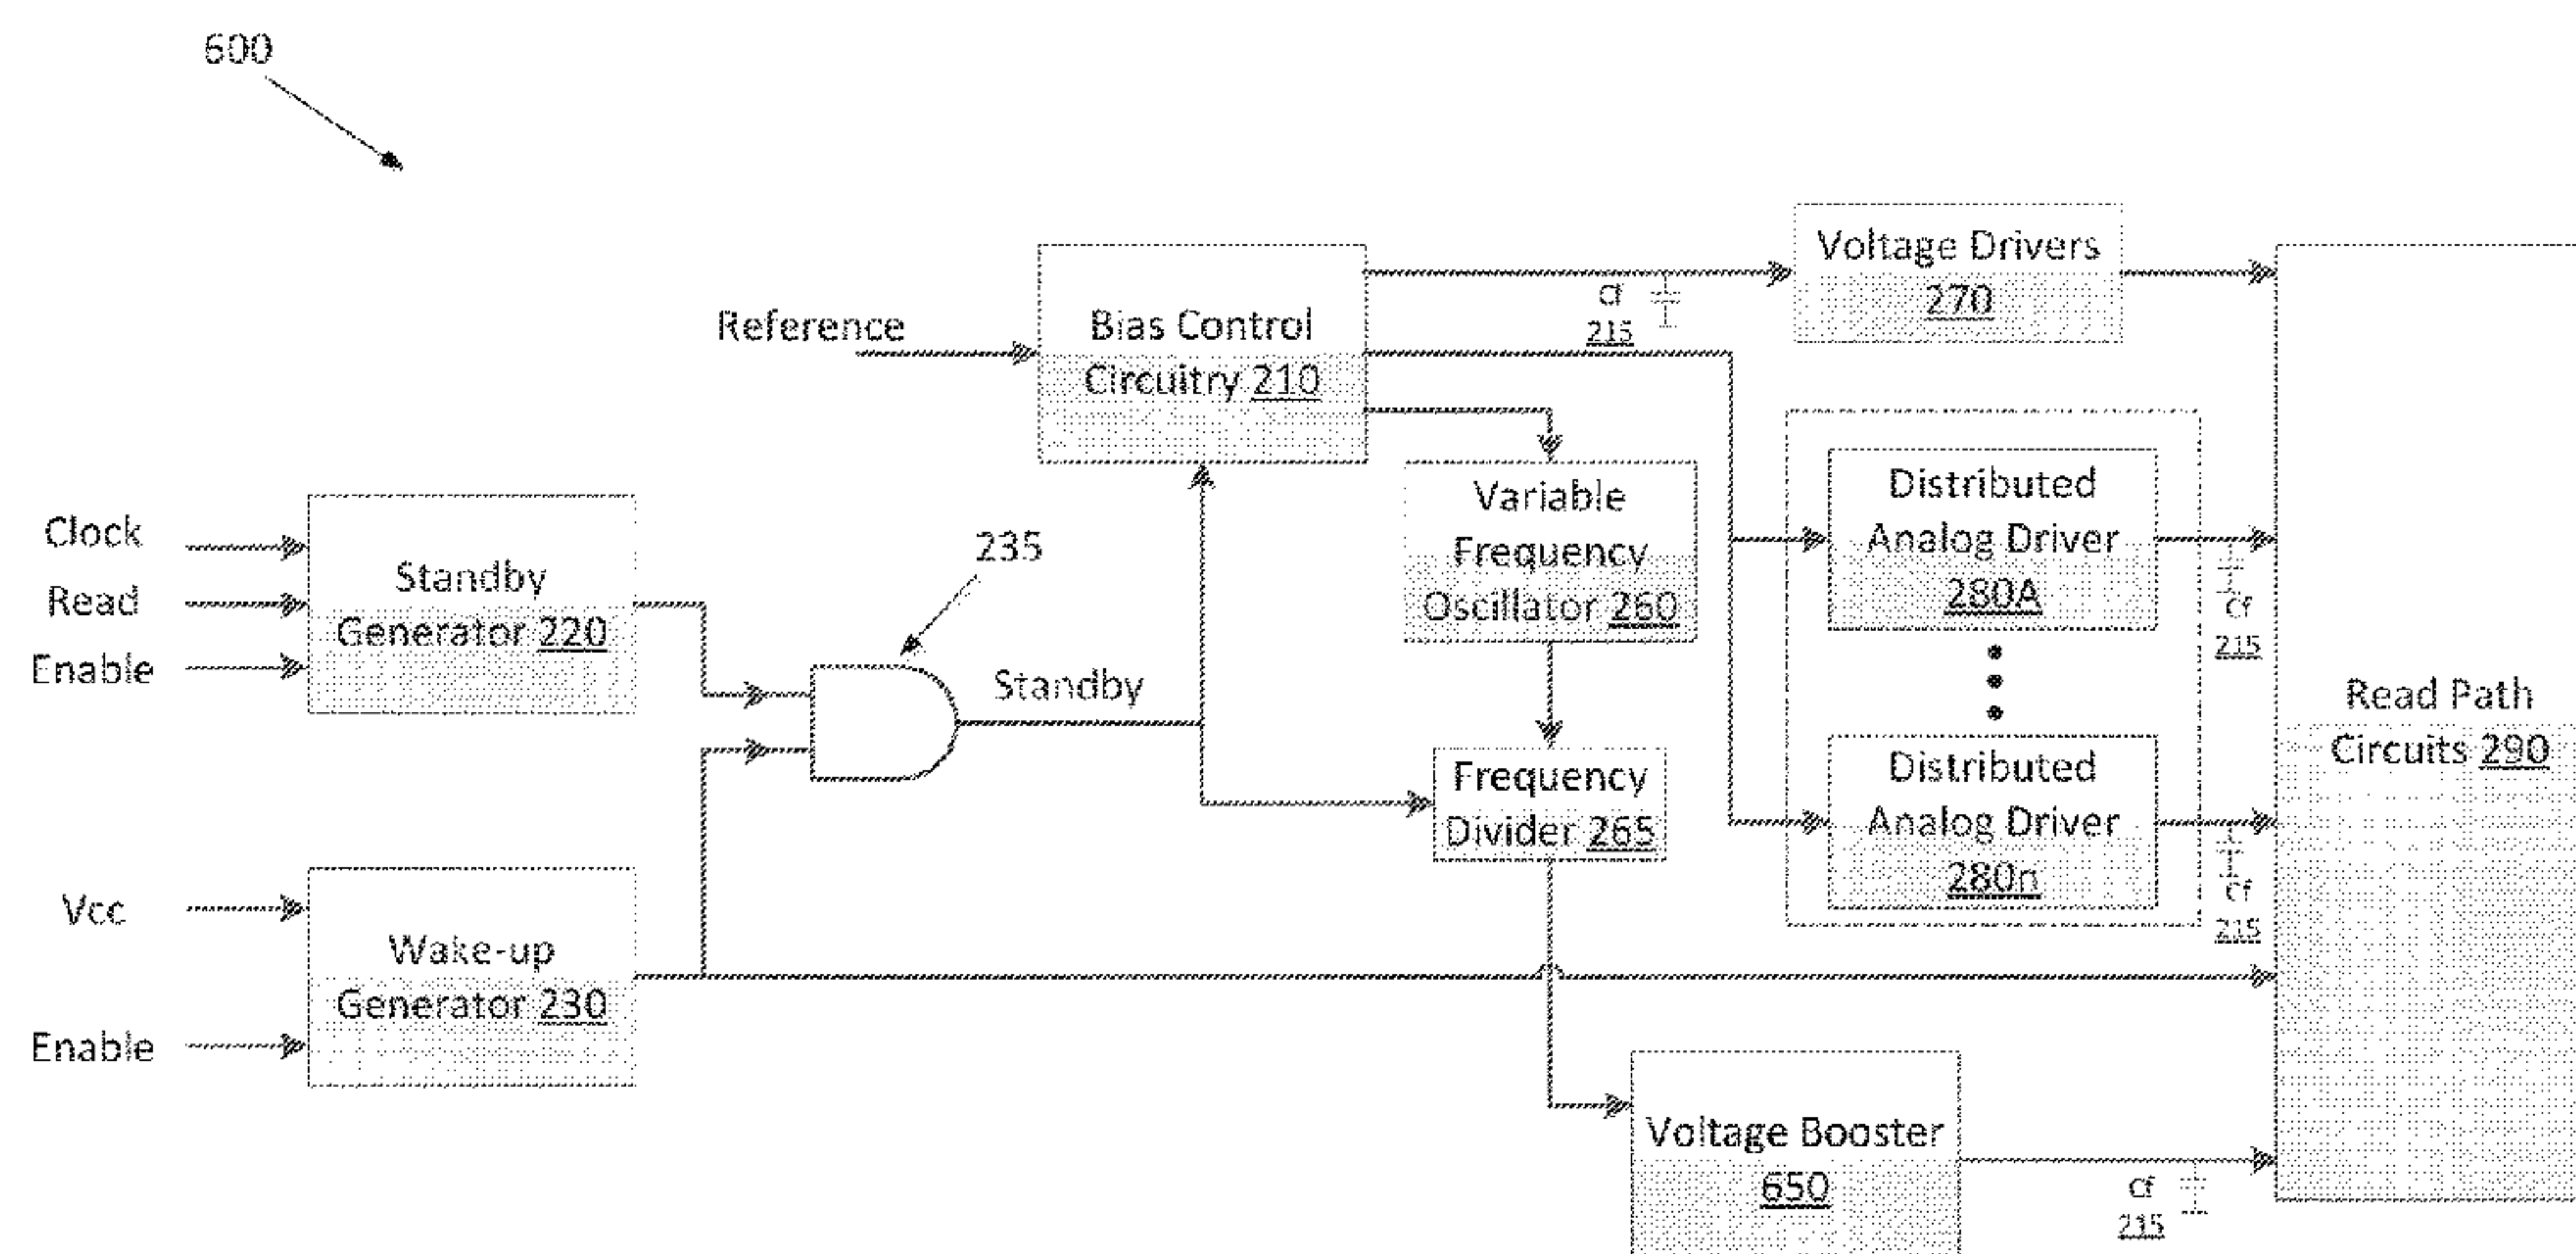 600
Voltage Drivers
270
Cf
215
Reference
Bias Control
Circuitry 210
Clock
Read
Enable
Standby
Generator 220
235
Standby
Variable
Frequency
Oscillator 260
Distributed
Analog Driver
280A
Cf
215
Frequency
Divider 265
Distributed
Analog Driver
280n
Cf
215
Read Path
Circuits 290
Vcc
Enable
Wake-up
Generator 230
Voltage Booster
650
Cf
215